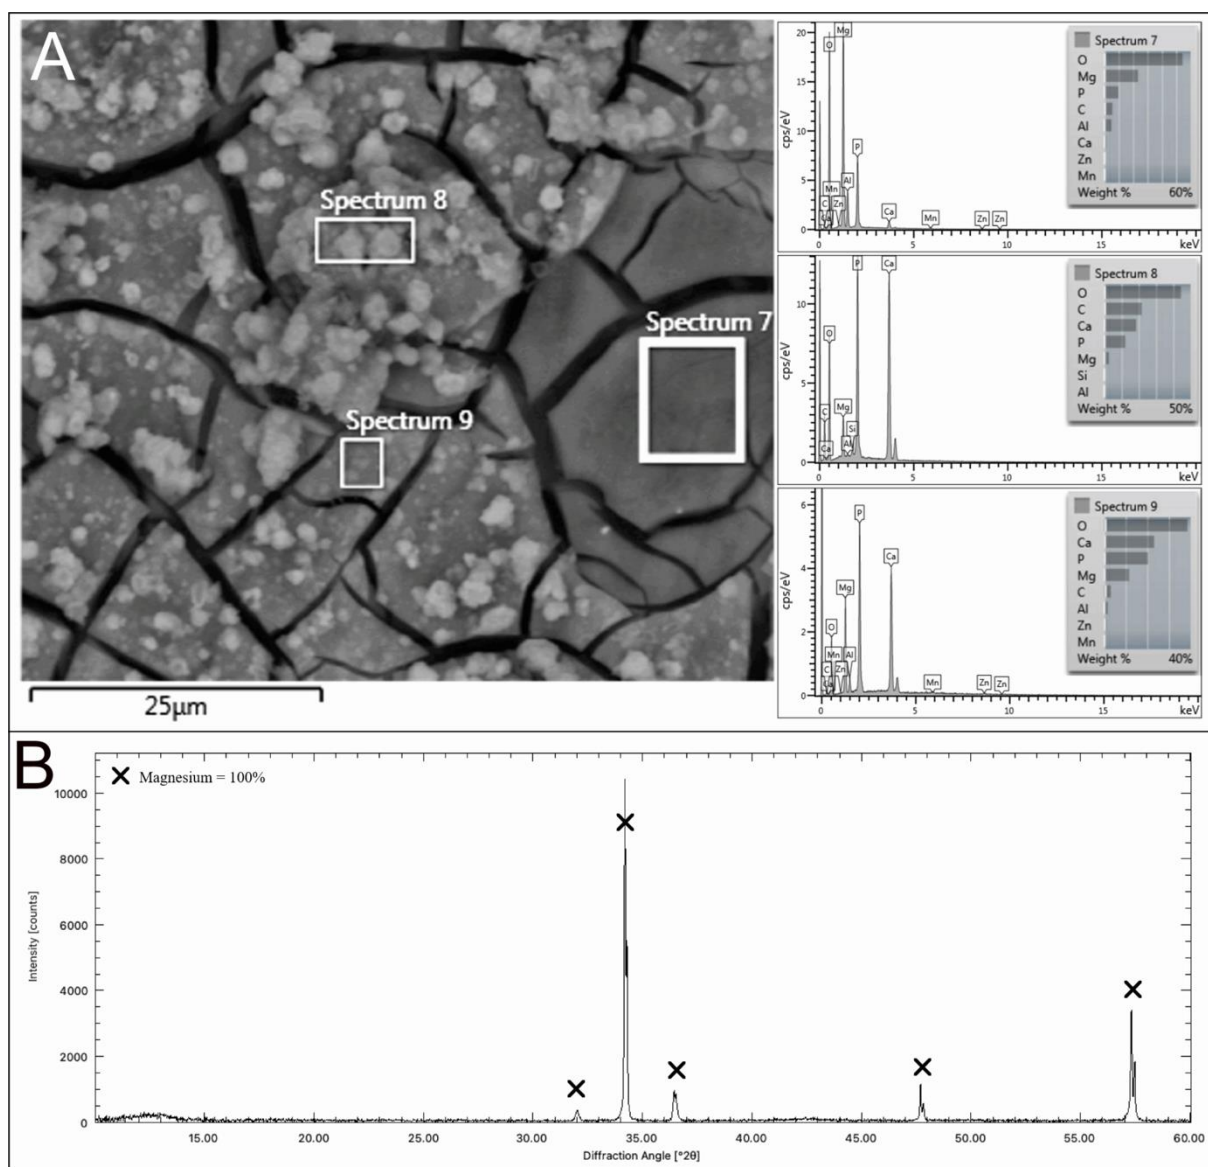 A
Spectrum 8
Spectrum 7
Spectrum 9
25µm
20
15
10
5
0
cps/eV
O
Mg
P
Mn
Al
C
Zn
Ca
Ca
Mn
Zn
Zn
0
5
10
15
keV
Spectrum 7
O
Mg
P
C
Al
Ca
Zn
Mn
Weight %
60%
10
5
0
cps/eV
P
Ca
O
C
Mg
Si
Al
Ca
0
5
10
15
keV
Spectrum 8
O
C
Ca
P
Mg
Si
Al
Weight %
50%
6
4
2
0
cps/eV
P
Ca
Mg
O
Mn
Al
C
Zn
Ca
Mn
Zn
Zn
0
5
10
15
keV
Spectrum 9
O
Ca
P
Mg
C
Al
Zn
Mn
Weight %
40%
B
Magnesium = 100%
10000
8000
6000
4000
2000
0
Intensity [counts]
15.00
20.00
25.00
30.00
35.00
40.00
45.00
50.00
55.00
60.00
Diffraction Angle [°2θ]